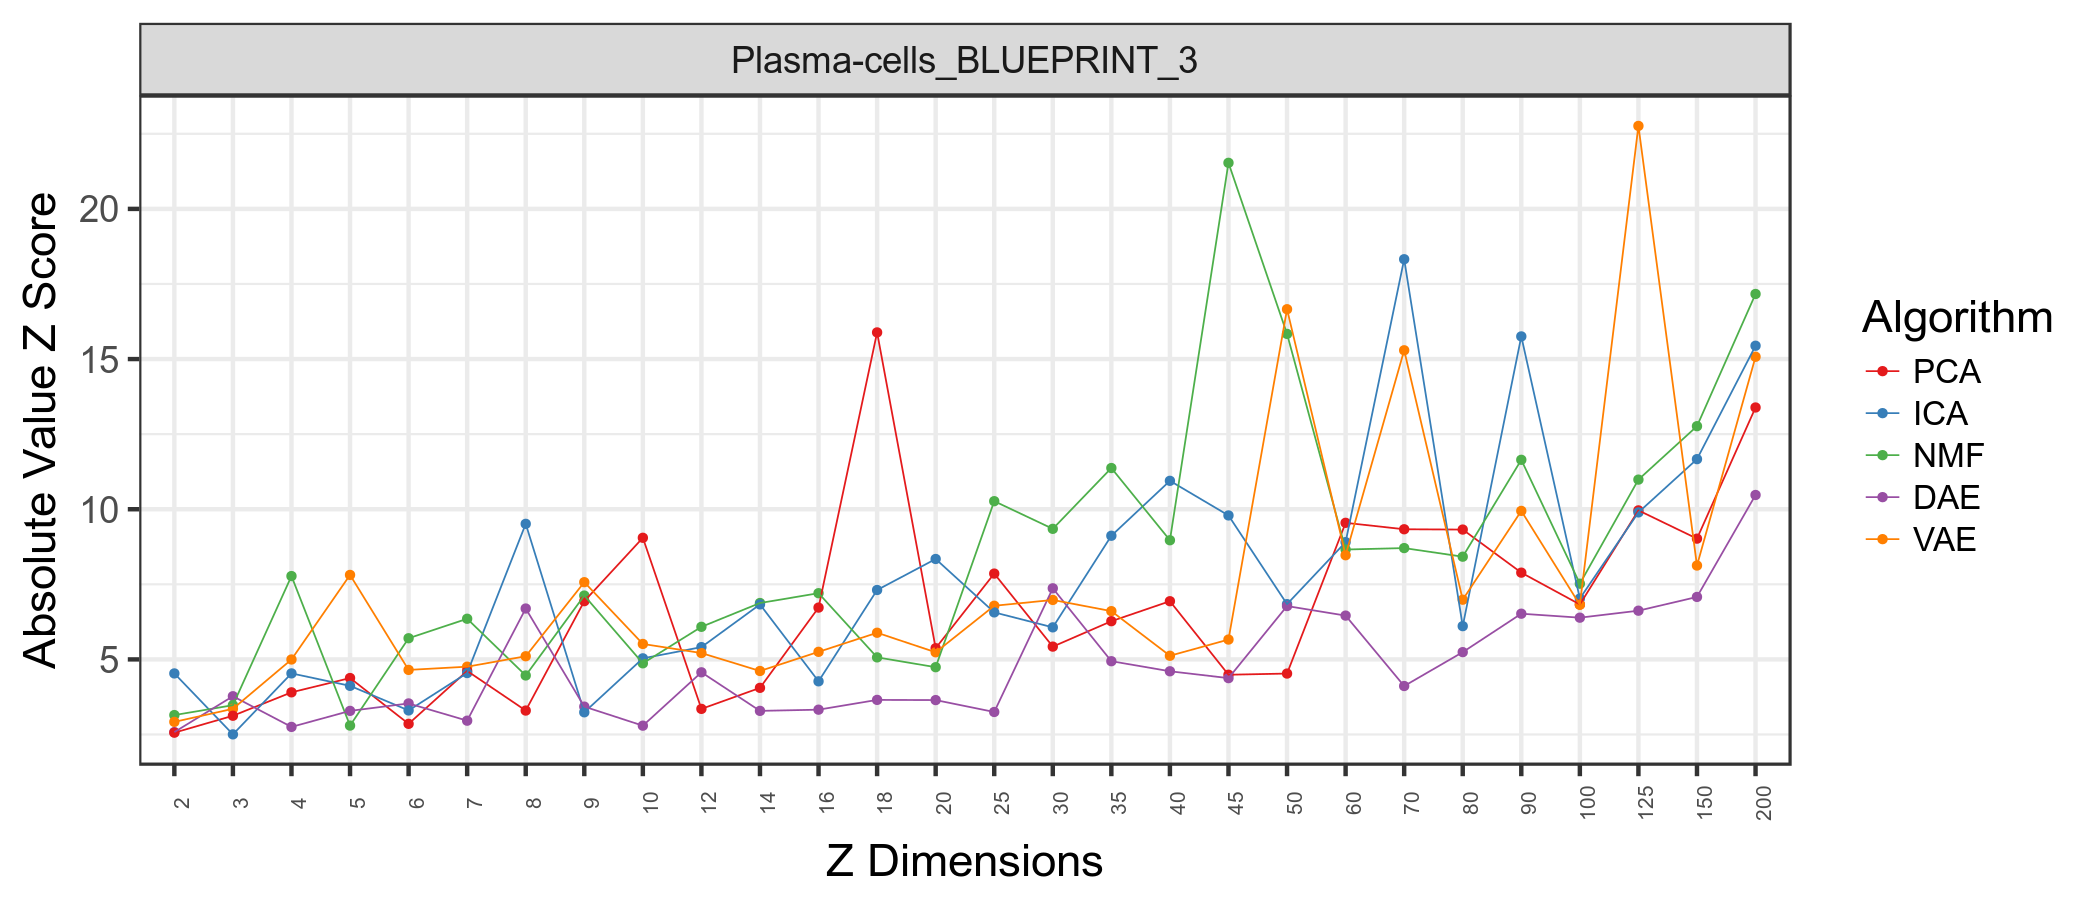 Plasma-cells_BLUEPRINT_3
Absolute Value Z Score
20
15
10
5
2 3 4 5 6 7 8 9 10 12 14 16 18 20 25 30 35 40 45 50 60 70 80 90 100 125 150 200
Z Dimensions
Algorithm
PCA
ICA
NMF
DAE
VAE